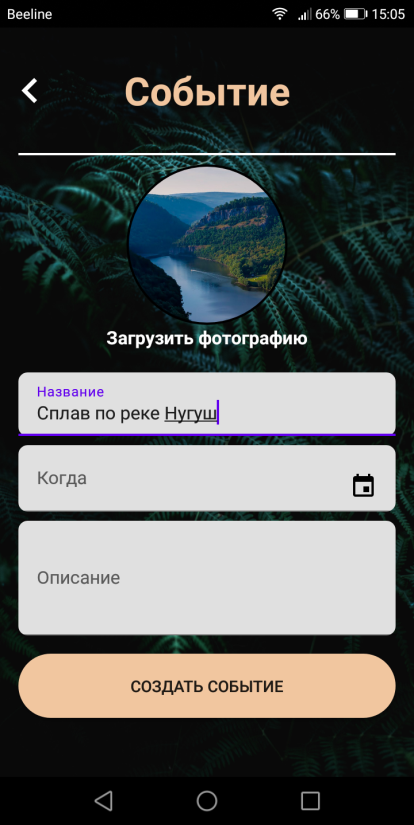 Beeline 66% 15:05
Событие
Загрузить фотографию
Название
Сплав по реке Нугуш
Когда
Описание
СОЗДАТЬ СОБЫТИЕ